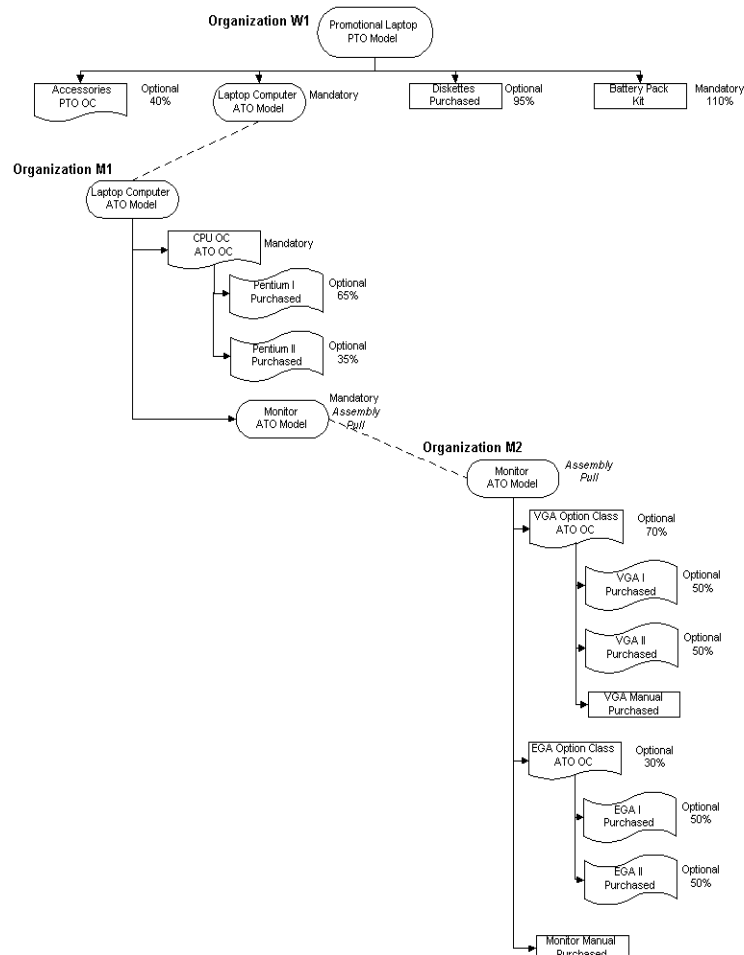 Organization W1
Promotional Laptop
PTO Model
Accessories
PTO OC
Optional
40%
Laptop Computer
ATO Model
Mandatory
Diskettes
Purchased
Optional
95%
Battery Pack
Kit
Mandatory
110%
Organization M1
Laptop Computer
ATO Model
CPU OC
ATO OC
Mandatory
Pentium I
Purchased
Optional
65%
Pentium II
Purchased
Optional
35%
Monitor
ATO Model
Mandatory
Assembly
Pull
Organization M2
Monitor
ATO Model
Assembly
Pull
VGA Option Class
ATO OC
Optional
70%
VGA I
Purchased
Optional
50%
VGA II
Purchased
Optional
50%
VGA Manual
Purchased
EGA Option Class
ATO OC
Optional
30%
EGA I
Purchased
Optional
50%
EGA II
Purchased
Optional
50%
Monitor Manual
Purchased